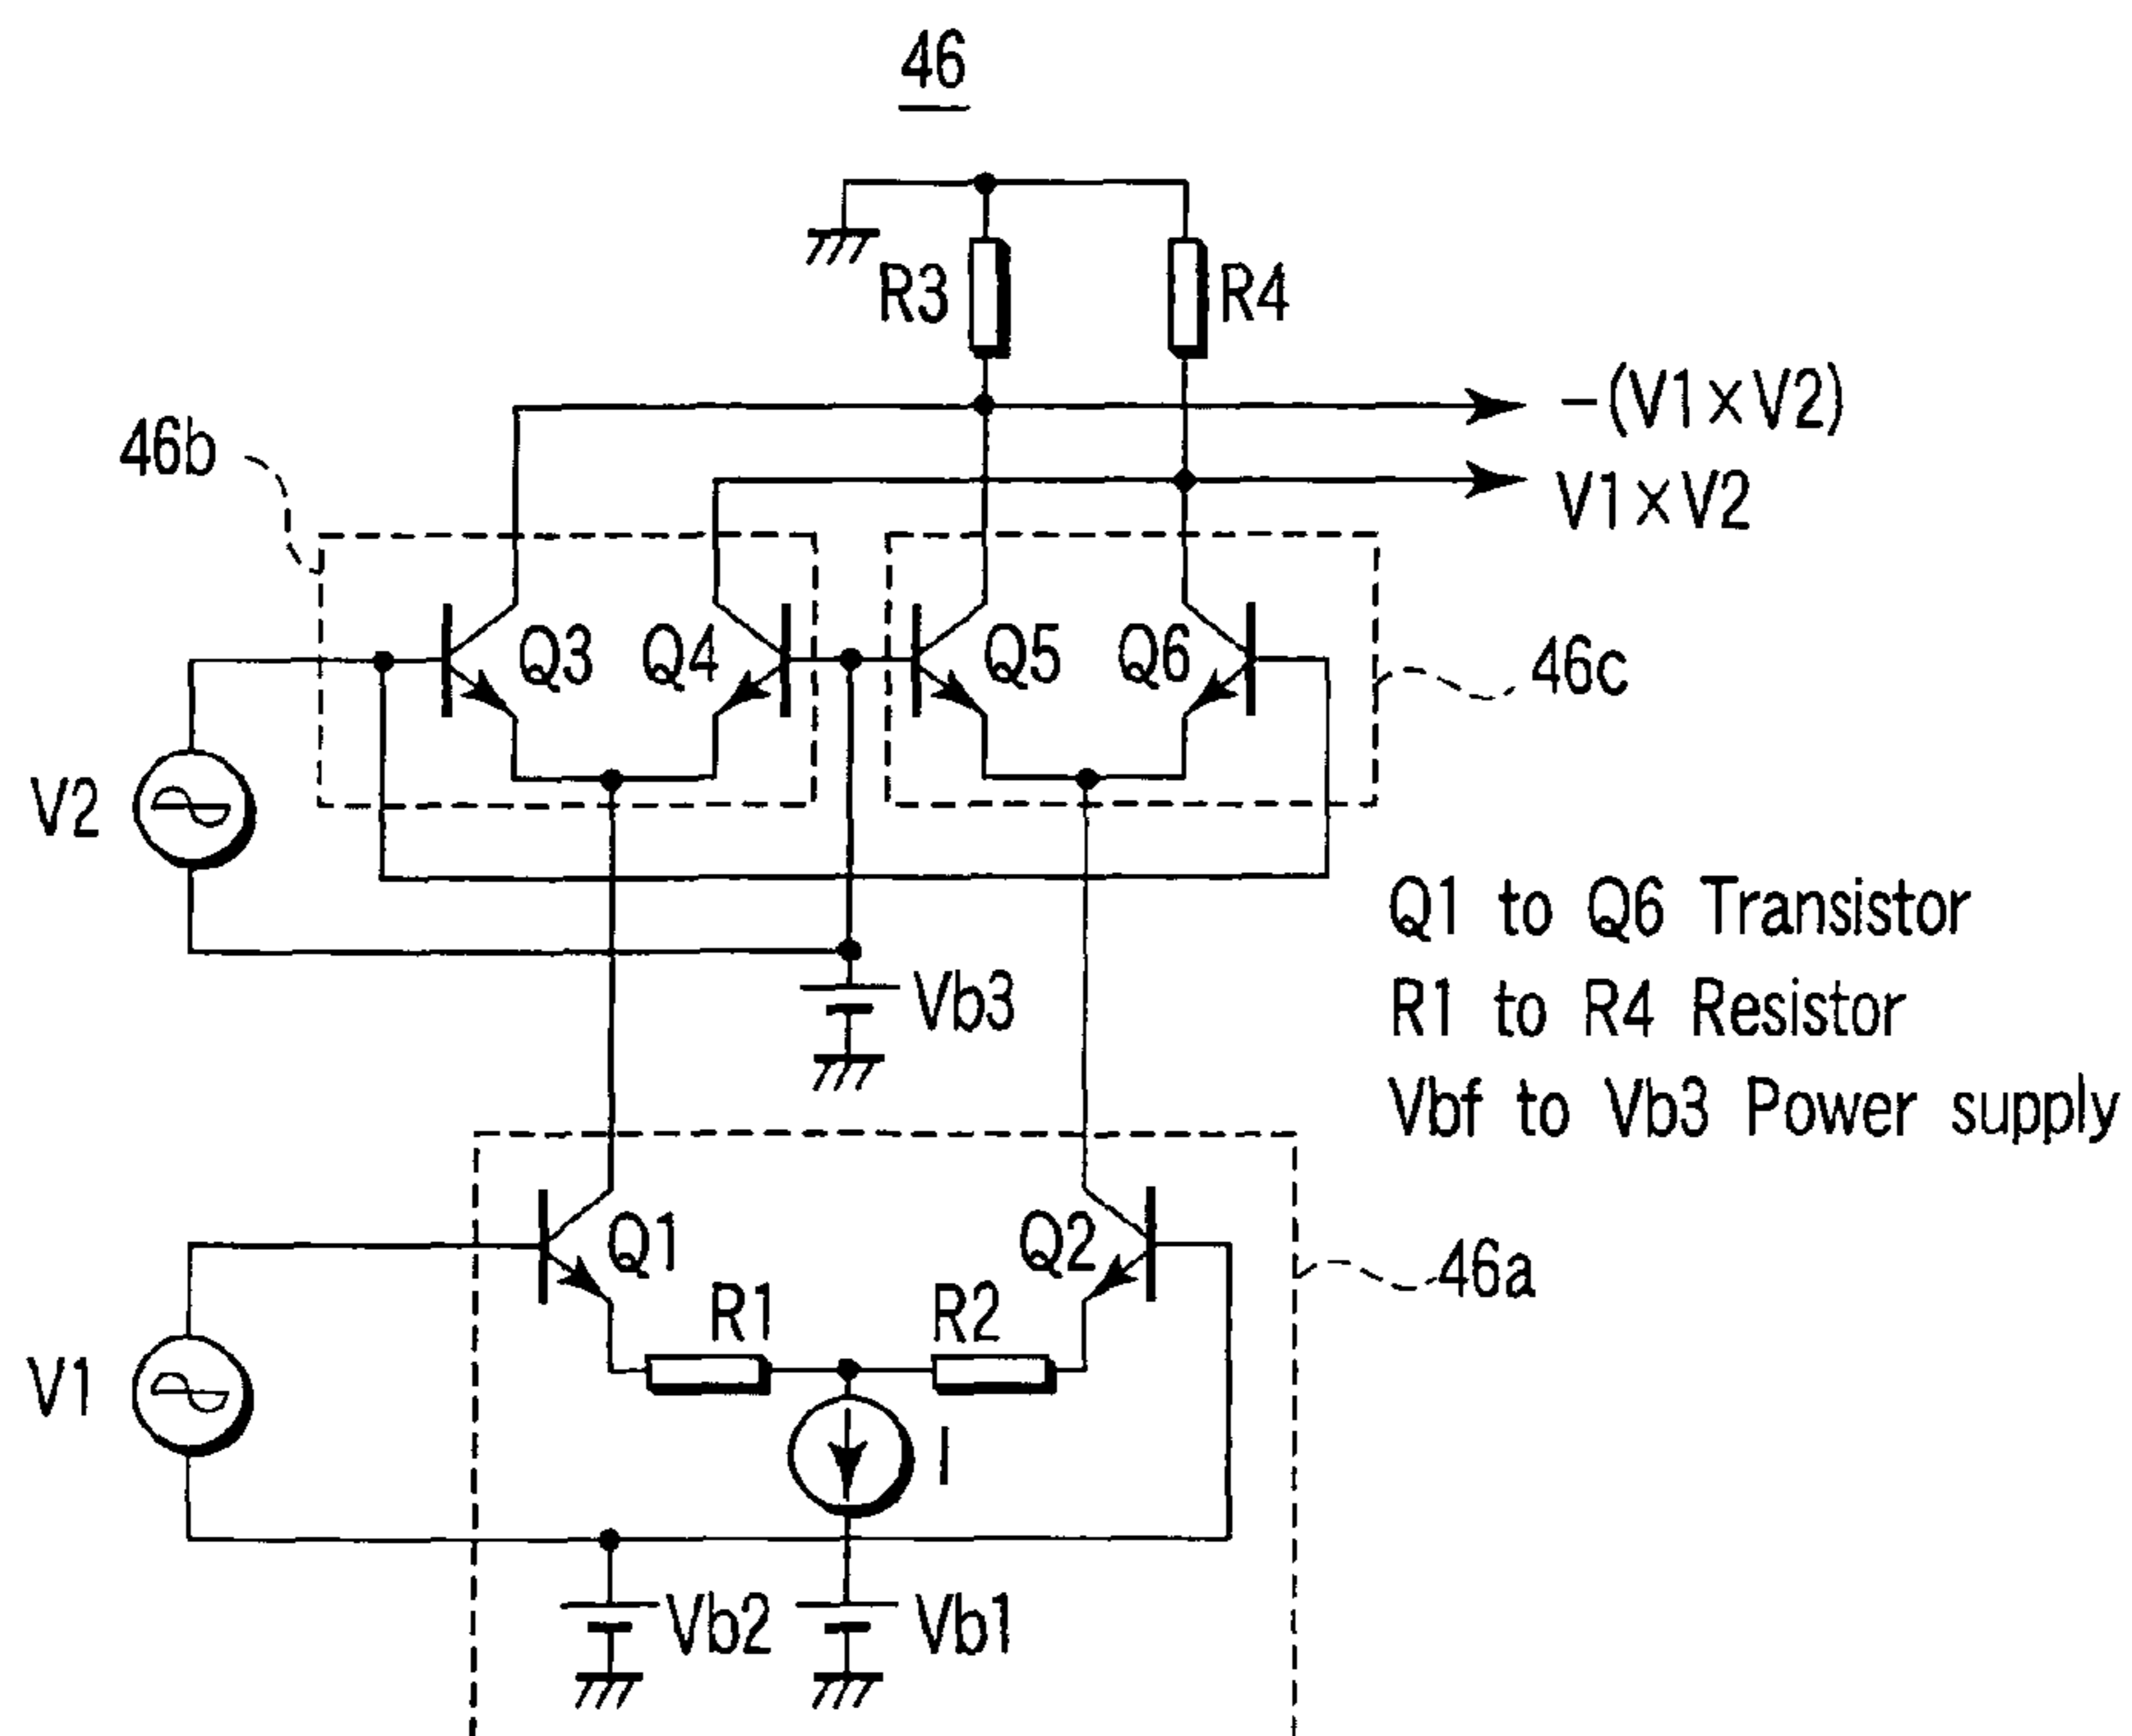 46
R3
R4
−(V1×V2)
V1×V2
46b
Q3
Q4
Q5
Q6
46c
V2
Vb3
Q1 to Q6 Transistor
R1 to R4 Resistor
Vbf to Vb3 Power supply
Q1
Q2
46a
R1
R2
V1
I
Vb2
Vb1